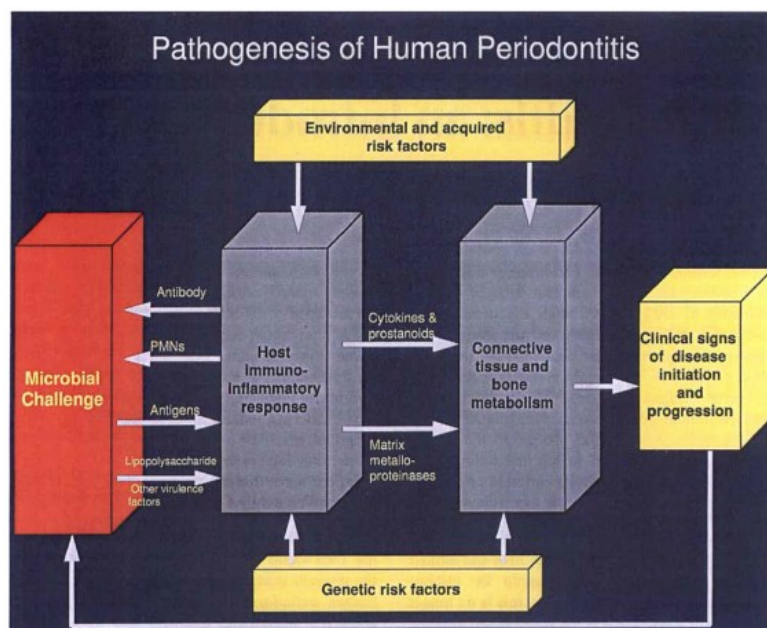 Pathogenesis of Human Periodontitis
Environmental and acquired
risk factors
Microbial
Challenge
Antibody
PMNs
Antigens
Lipopolysaccharide
Other virulence
factors
Host
immuno-
inflammatory
response
Cytokines &
prostanoids
Matrix
metallo-
proteinases
Connective
tissue and
bone
metabolism
Clinical signs
of disease
initiation
and
progression
Genetic risk factors